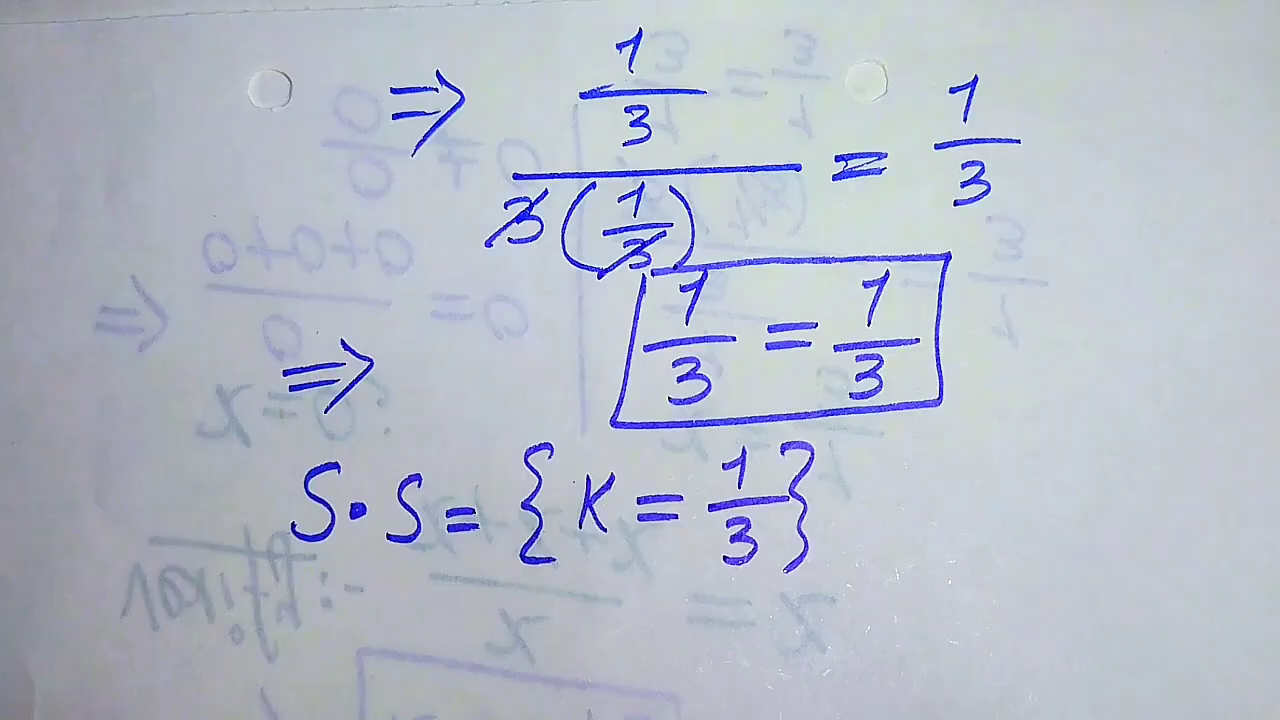 ⇒ (1/3)/(3(1/3)) = 1/3
⇒ 1/3 = 1/3
S.S = { K = 1/3 }